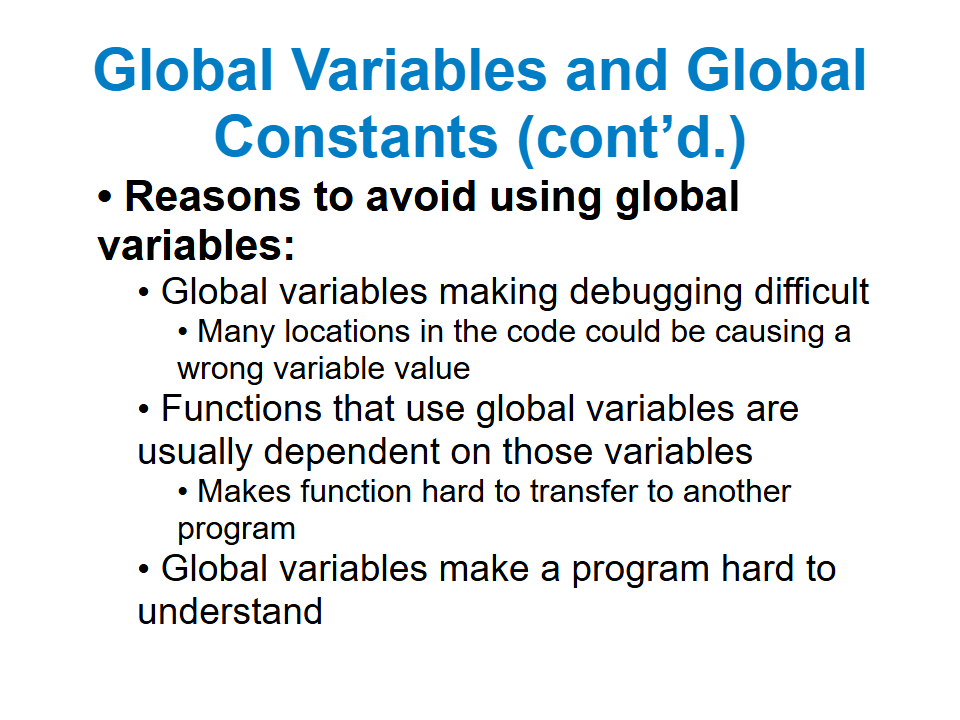 Global Variables and Global
Constants (cont’d.)
• Reasons to avoid using global
variables:
• Global variables making debugging difficult
• Many locations in the code could be causing a
wrong variable value
• Functions that use global variables are
usually dependent on those variables
• Makes function hard to transfer to another
program
• Global variables make a program hard to
understand